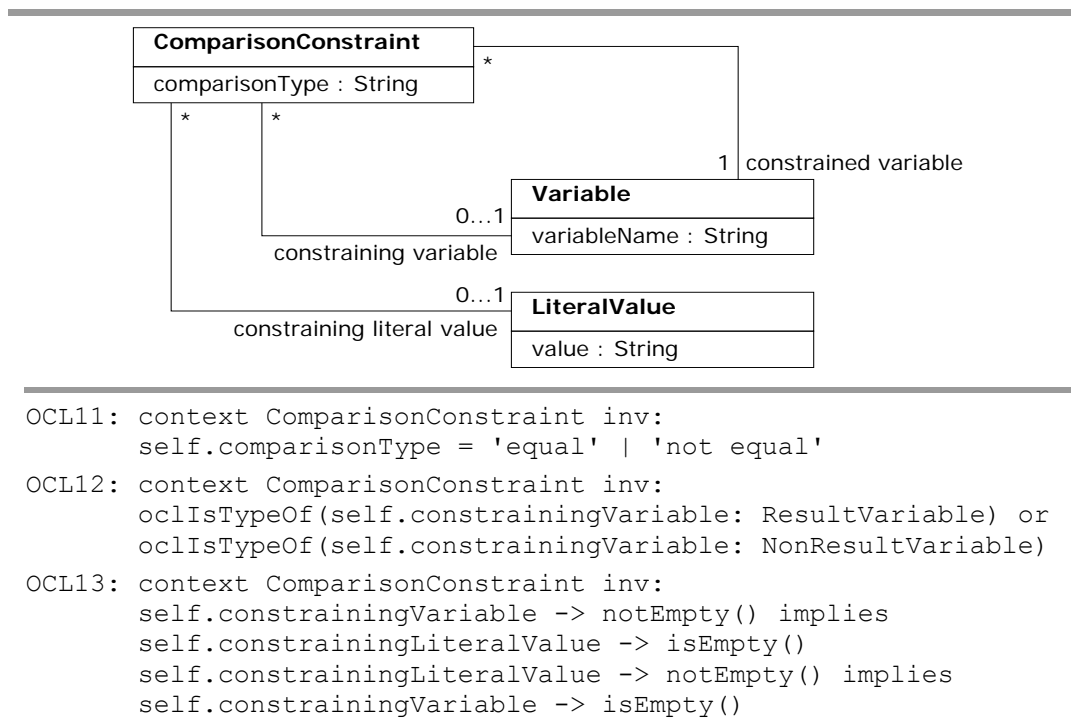 ComparisonConstraint
comparisonType : String
*
*
*
1 constrained variable
Variable
variableName : String
0...1
constraining variable
0...1
constraining literal value
LiteralValue
value : String
OCL11: context ComparisonConstraint inv:
self.comparisonType = 'equal' | 'not equal'
OCL12: context ComparisonConstraint inv:
oclIsTypeOf(self.constrainingVariable: ResultVariable) or
oclIsTypeOf(self.constrainingVariable: NonResultVariable)
OCL13: context ComparisonConstraint inv:
self.constrainingVariable -> notEmpty() implies
self.constrainingLiteralValue -> isEmpty()
self.constrainingLiteralValue -> notEmpty() implies
self.constrainingVariable -> isEmpty()